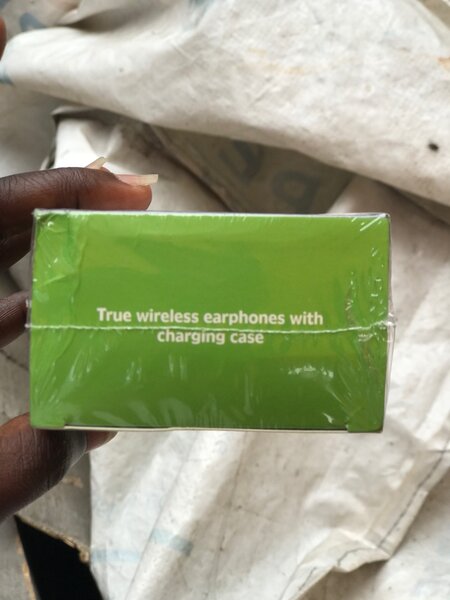 True wireless earphones with
charging case